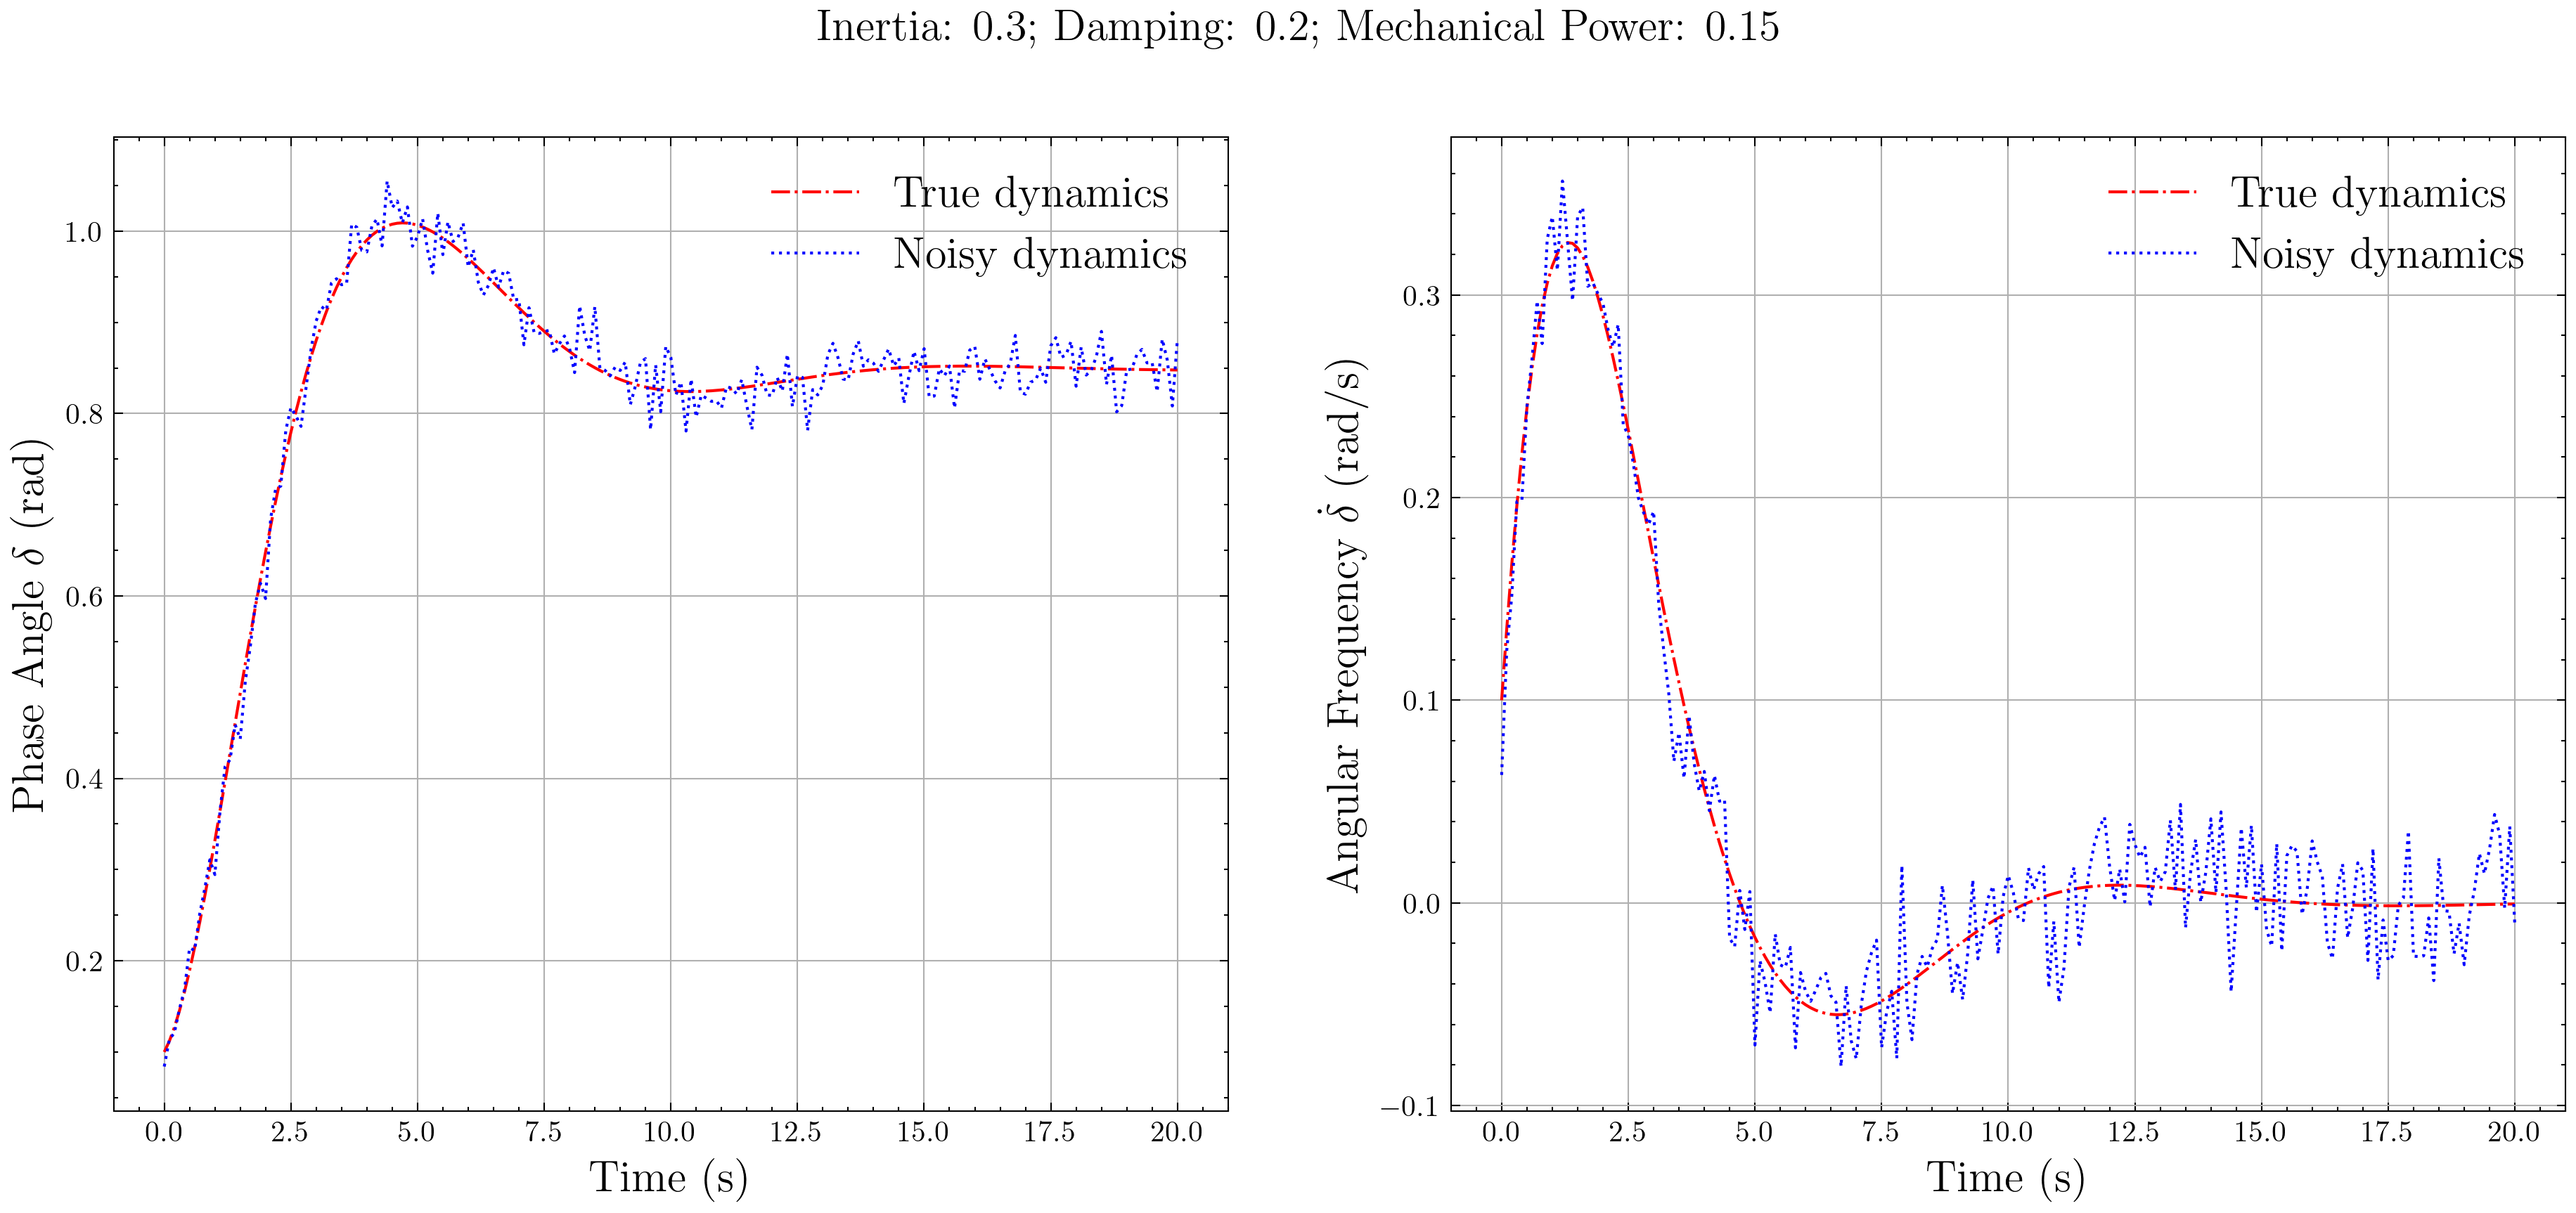 Inertia: 0.3; Damping: 0.2; Mechanical Power: 0.15
Phase Angle δ (rad)
1.0
0.8
0.6
0.4
0.2
True dynamics
Noisy dynamics
0.0 2.5 5.0 7.5 10.0 12.5 15.0 17.5 20.0
Time (s)
Angular Frequency δ̇ (rad/s)
0.3
0.2
0.1
0.0
−0.1
True dynamics
Noisy dynamics
0.0 2.5 5.0 7.5 10.0 12.5 15.0 17.5 20.0
Time (s)